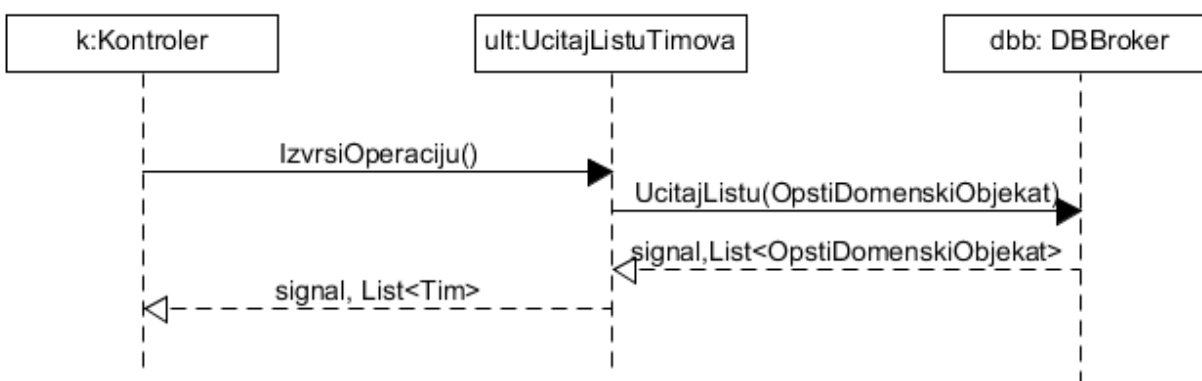 k:Kontroler
ult:UcitajListuTimova
dbb: DBBroker
IzvrsiOperaciju()
UcitajListu(OpstiDomenskiObjekat)
signal,List<OpstiDomenskiObjekat>
signal, List<Tim>